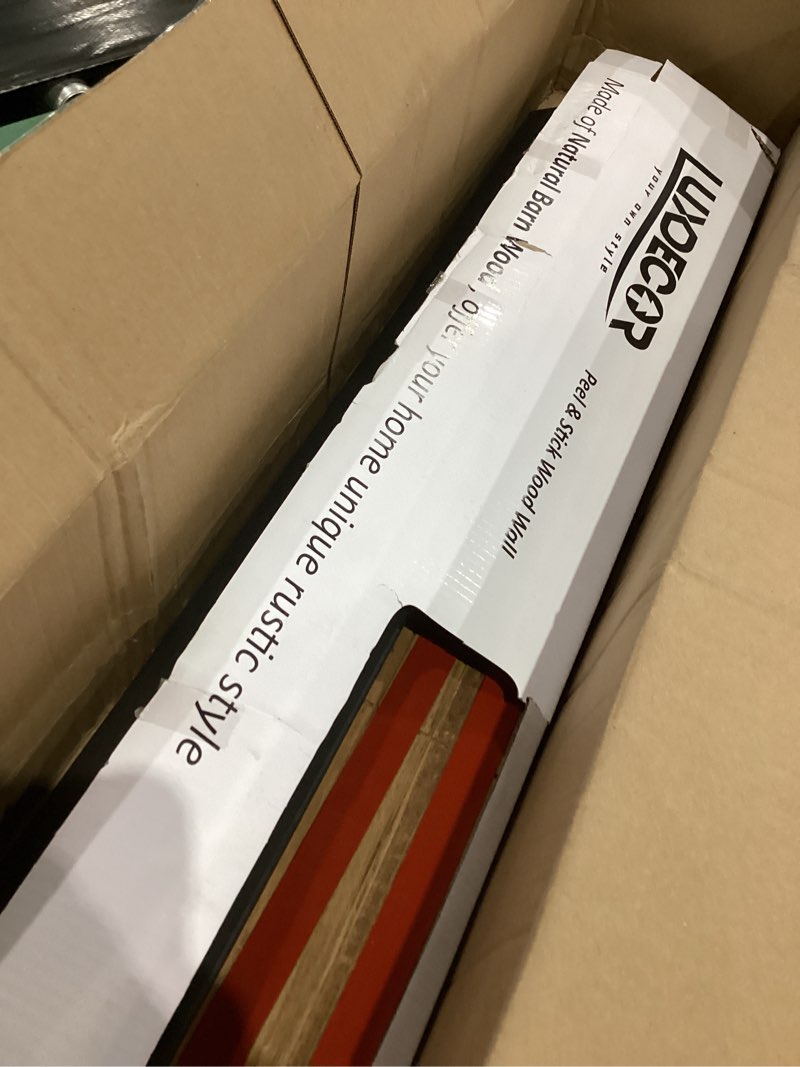 LUXDECOR
your own style
Peel & Stick Wood Wall
Made of Natural Barn Wood, offer your home unique rustic style